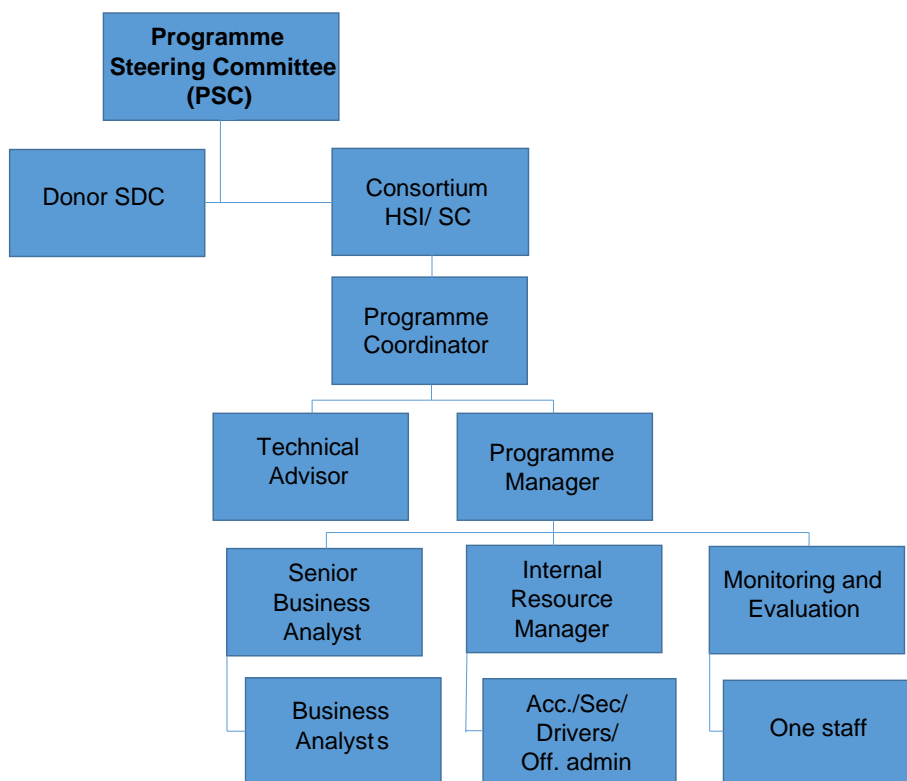 Programme
Steering Committee
(PSC)
Donor SDC
Consortium
HSI/ SC
Programme
Coordinator
Technical
Advisor
Programme
Manager
Senior
Business
Analyst
Internal
Resource
Manager
Monitoring and
Evaluation
Business
Analysts
Acc./Sec/
Drivers/
Off. admin
One staff